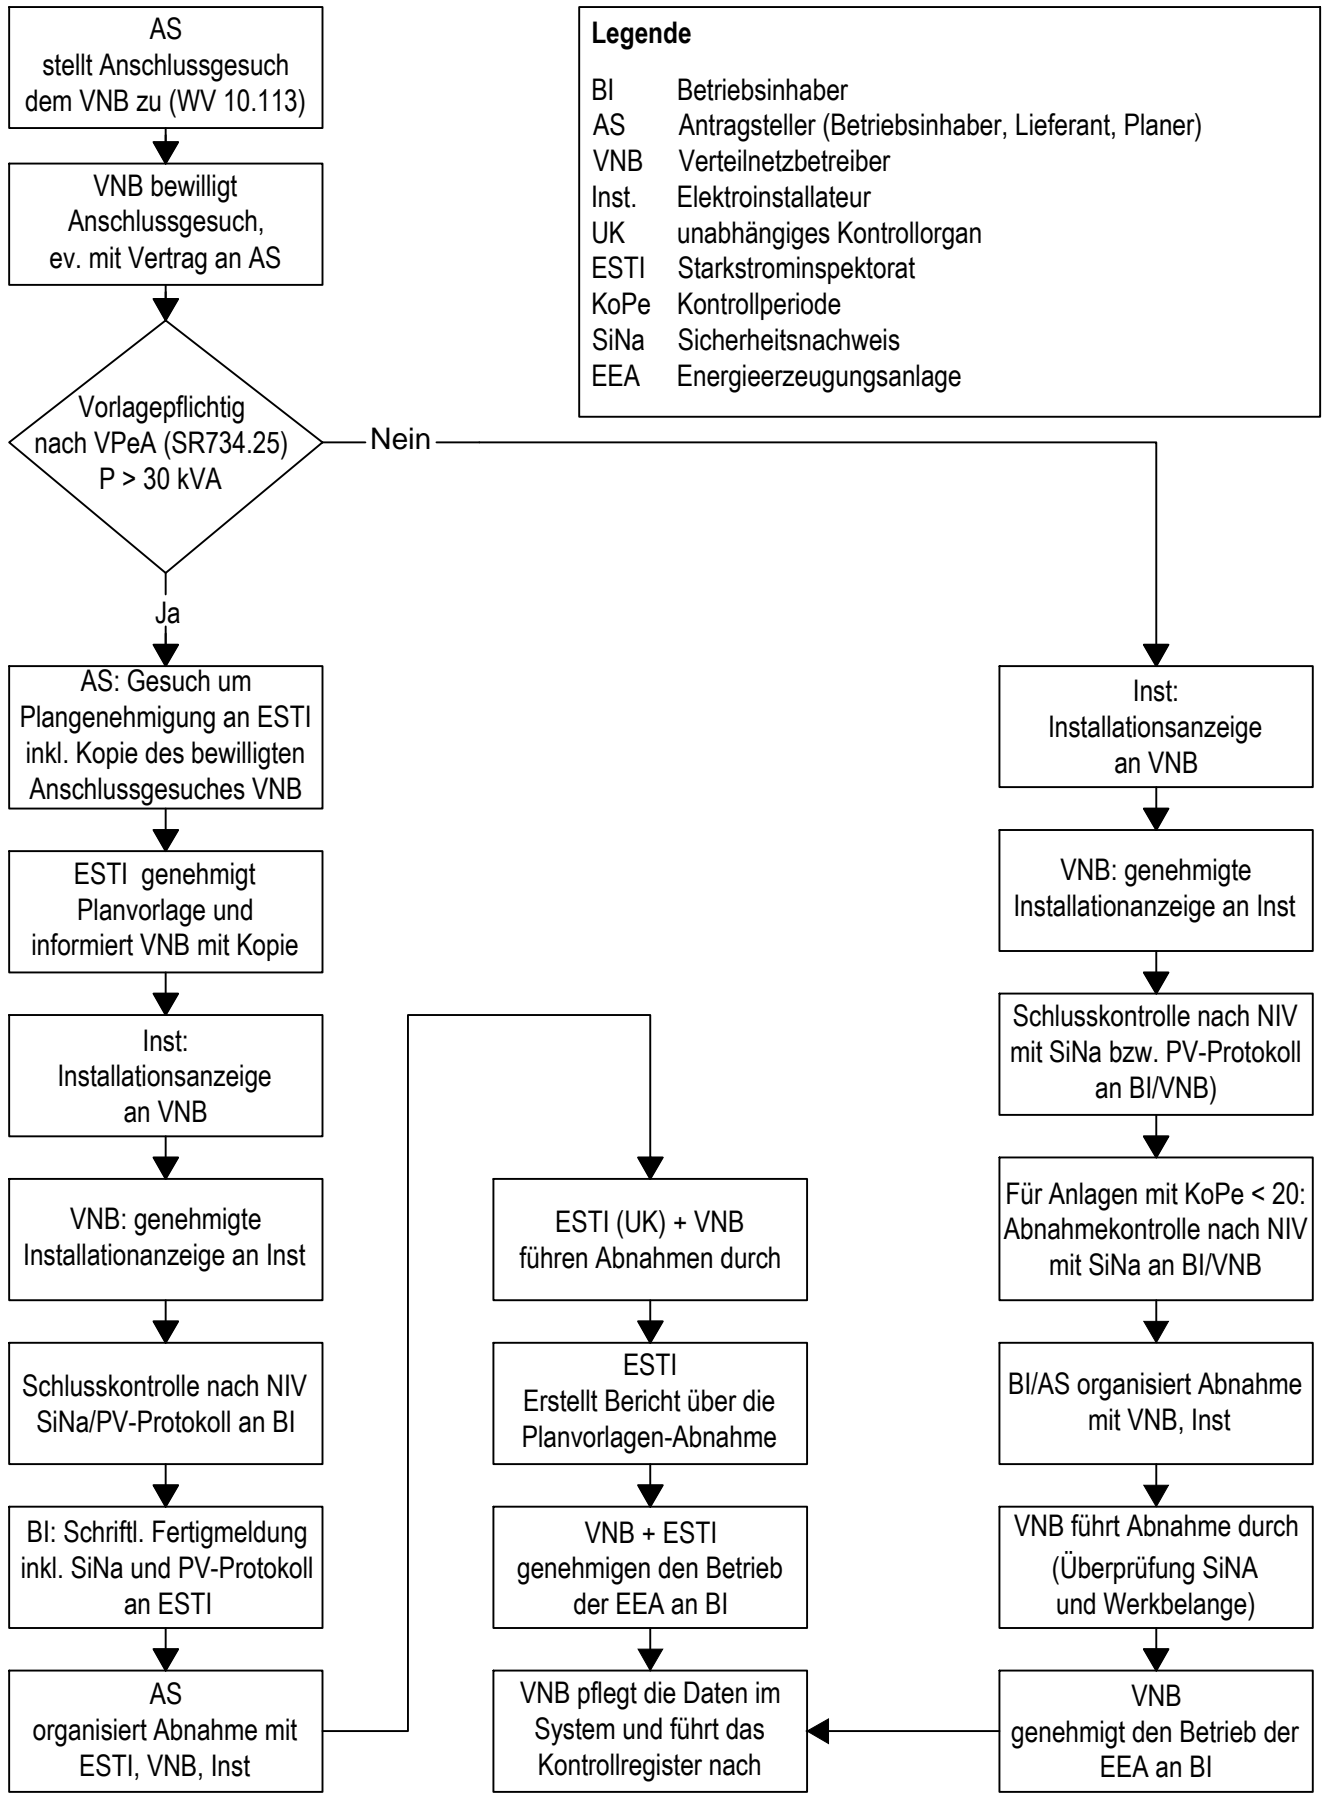 AS
stellt Anschlussgesuch
dem VNB zu (WV 10.113)
VNB bewilligt
Anschlussgesuch,
ev. mit Vertrag an AS
Vorlagepflichtig
nach VPeA (SR734.25)
P > 30 kVA
Nein
Ja
Legende
BI Betriebsinhaber
AS Antragsteller (Betriebsinhaber, Lieferant, Planer)
VNB Verteilnetzbetreiber
Inst. Elektroinstallateur
UK unabhängiges Kontrollorgan
ESTI Starkstrominspektorat
KoPe Kontrollperiode
SiNa Sicherheitsnachweis
EEA Energieerzeugungsanlage
AS: Gesuch um
Plangenehmigung an ESTI
inkl. Kopie des bewilligten
Anschlussgesuches VNB
ESTI genehmigt
Planvorlage und
informiert VNB mit Kopie
Inst:
Installationsanzeige
an VNB
VNB: genehmigte
Installationanzeige an Inst
Schlusskontrolle nach NIV
SiNa/PV-Protokoll an BI
BI: Schriftl. Fertigmeldung
inkl. SiNa und PV-Protokoll
an ESTI
AS
organisiert Abnahme mit
ESTI, VNB, Inst
ESTI (UK) + VNB
führen Abnahmen durch
ESTI
Erstellt Bericht über die
Planvorlagen-Abnahme
VNB + ESTI
genehmigen den Betrieb
der EEA an BI
VNB pflegt die Daten im
System und führt das
Kontrollregister nach
Inst:
Installationsanzeige
an VNB
VNB: genehmigte
Installationanzeige an Inst
Schlusskontrolle nach NIV
mit SiNa bzw. PV-Protokoll
an BI/VNB)
Für Anlagen mit KoPe < 20:
Abnahmekontrolle nach NIV
mit SiNa an BI/VNB
BI/AS organisiert Abnahme
mit VNB, Inst
VNB führt Abnahme durch
(Überprüfung SiNA
und Werkbelange)
VNB
genehmigt den Betrieb der
EEA an BI